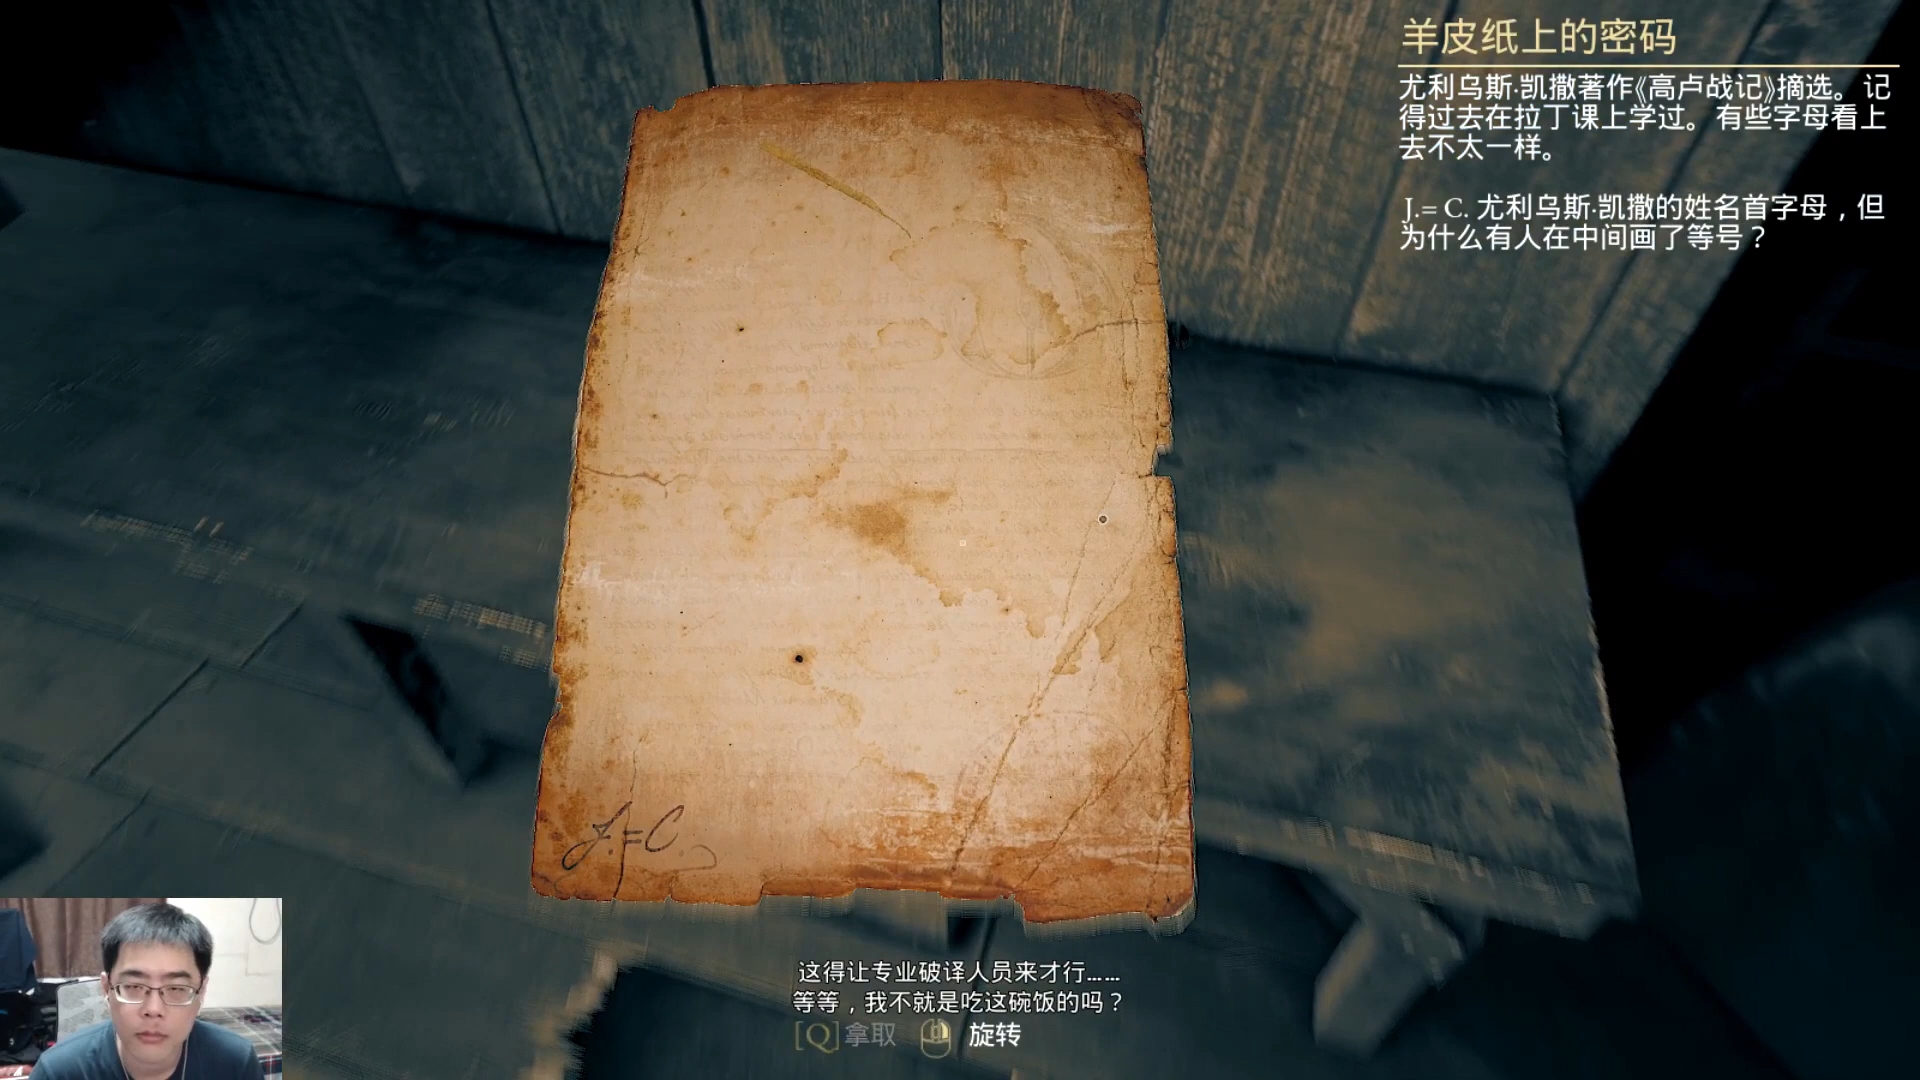 羊皮纸上的密码
尤利乌斯·凯撒著作《高卢战记》摘选。记
得过去在拉丁课上学过。有些字母看上
去不太一样。
J.= C. 尤利乌斯·凯撒的姓名首字母，但
为什么有人在中间画了等号？
J.=C.
这得让专业破译人员来才行……
等等，我不就是吃这碗饭的吗？
[Q]拿取 旋转